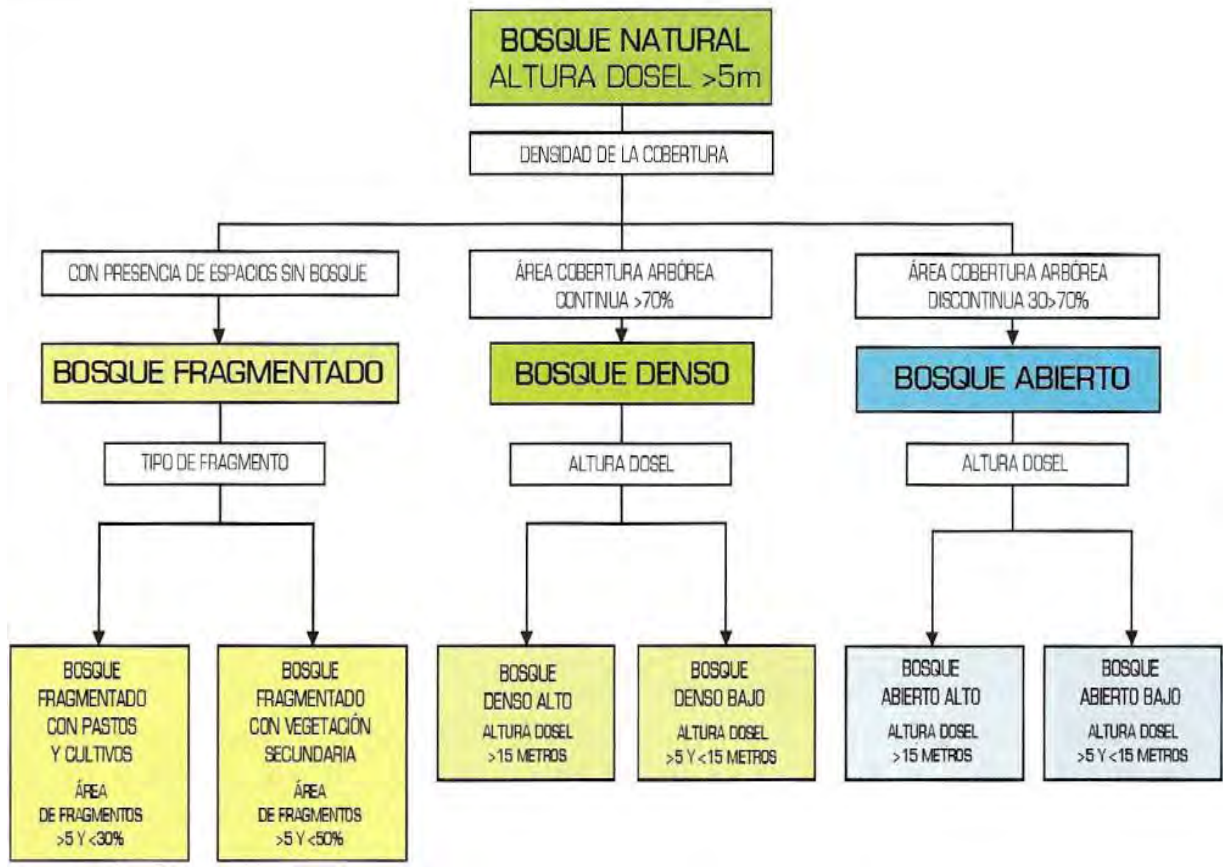 BOSQUE NATURAL
ALTURA DOSEL >5m
DENSIDAD DE LA COBERTURA
CON PRESENCIA DE ESPACIOS SIN BOSQUE
ÁREA COBERTURA ARBÓREA
CONTINUA >70%
ÁREA COBERTURA ARBÓREA
DISCONTINUA 30>70%
BOSQUE FRAGMENTADO
BOSQUE DENSO
BOSQUE ABIERTO
TIPO DE FRAGMENTO
ALTURA DOSEL
ALTURA DOSEL
BOSQUE
FRAGMENTADO
CON PASTOS
Y CULTIVOS
ÁREA
DE FRAGMENTOS
>5 Y <30%
BOSQUE
FRAGMENTADO
CON VEGETACIÓN
SECUNDARIA
ÁREA
DE FRAGMENTOS
>5 Y <50%
BOSQUE
DENSO ALTO
ALTURA DOSEL
>15 METROS
BOSQUE
DENSO BAJO
ALTURA DOSEL
>5 Y <15 METROS
BOSQUE
ABIERTO ALTO
ALTURA DOSEL
>15 METROS
BOSQUE
ABIERTO BAJO
ALTURA DOSEL
>5 Y <15 METROS